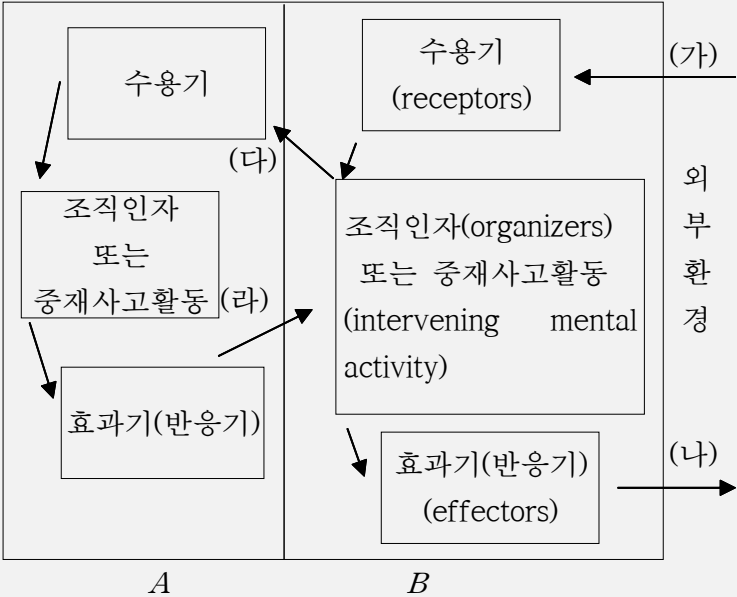 수용기
(다)
조직인자
또는
중재사고활동
(라)
효과기(반응기)
A
수용기
(receptors)
조직인자(organizers)
또는 중재사고활동
(intervening mental
activity)
효과기(반응기)
(effectors)
B
(가)
외
부
환
경
(나)